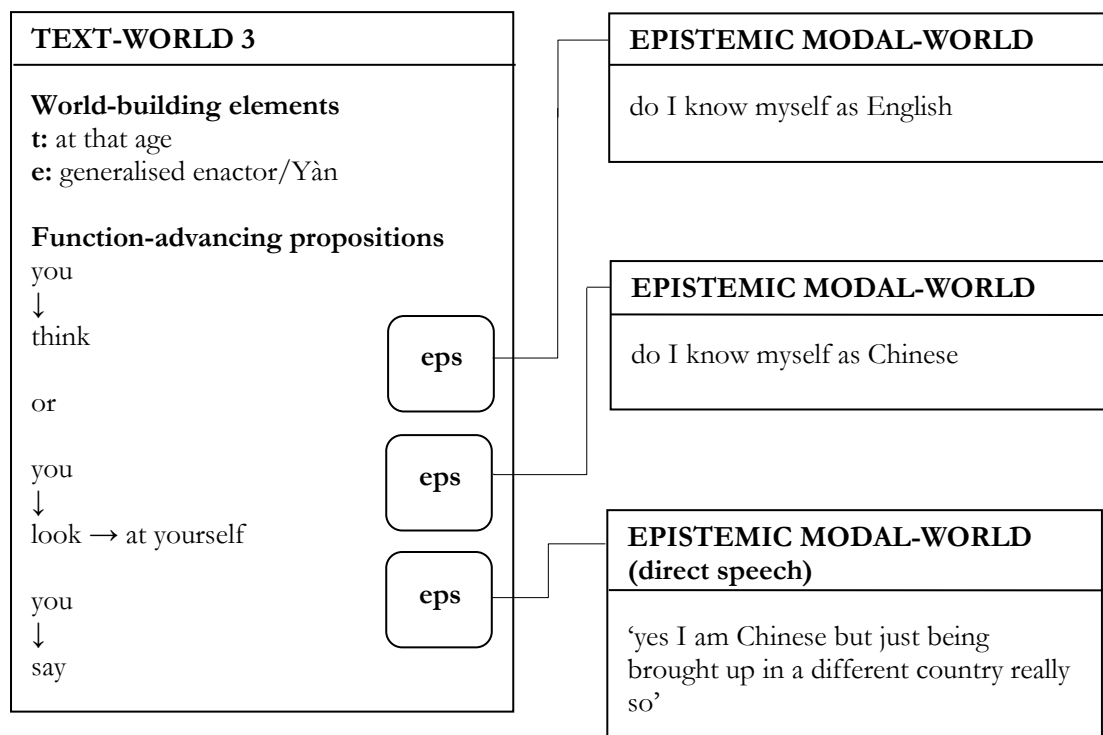 TEXT-WORLD 3
World-building elements
t: at that age
e: generalised enactor/Yàn
Function-advancing propositions
you
↓
think
or
you
↓
look → at yourself
you
↓
say
eps
eps
eps
EPISTEMIC MODAL-WORLD
do I know myself as English
EPISTEMIC MODAL-WORLD
do I know myself as Chinese
EPISTEMIC MODAL-WORLD
(direct speech)
‘yes I am Chinese but just being
brought up in a different country really
so’